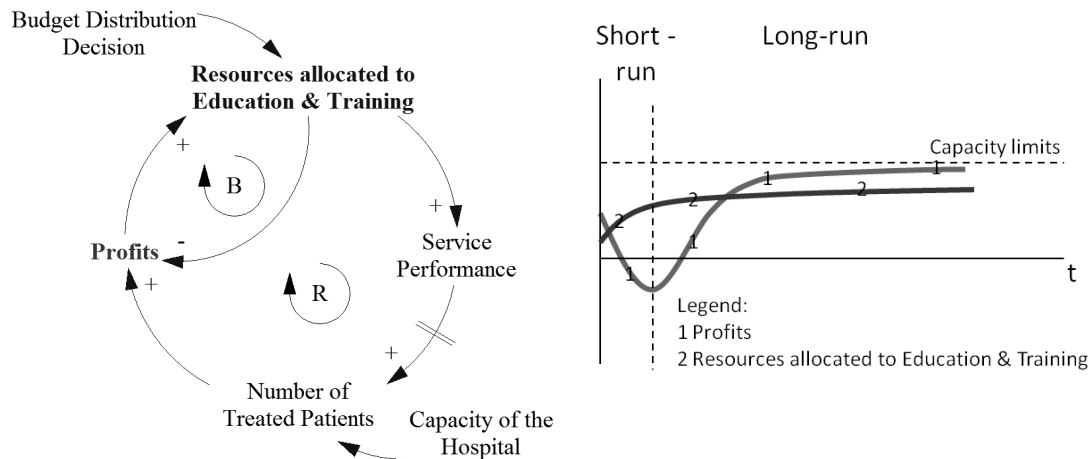 Budget Distribution
Decision
Resources allocated to
Education & Training
+
B
+
Profits
-
Service
Performance
+
R
+
Number of
Treated Patients
Capacity of the
Hospital
Short -
run
Long-run
Capacity limits
1
1
2
2
2
1
1
t
Legend:
1 Profits
2 Resources allocated to Education & Training